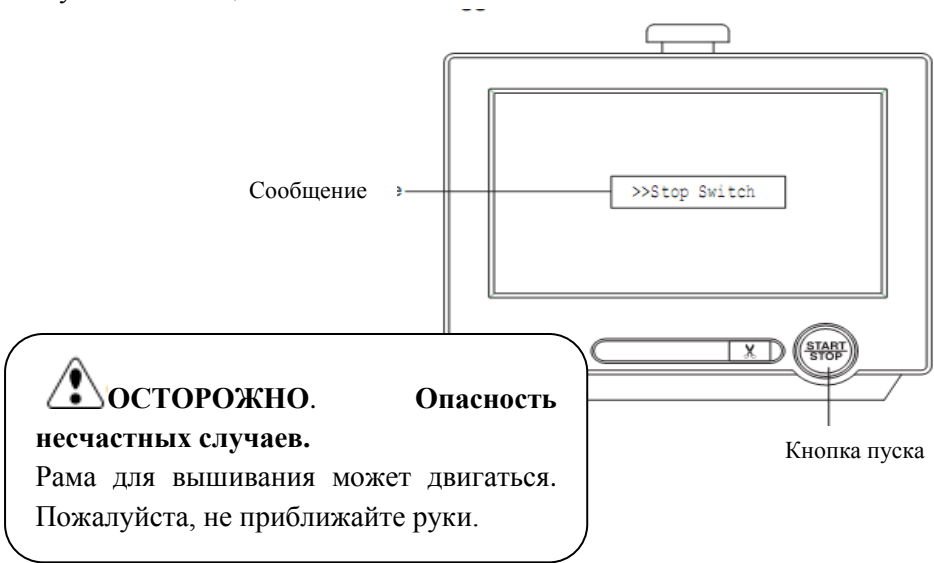 Сообщение
>>Stop Switch
START
STOP
Кнопка пуска
ОСТОРОЖНО. Опасность
несчастных случаев.
Рама для вышивания может двигаться.
Пожалуйста, не приближайте руки.